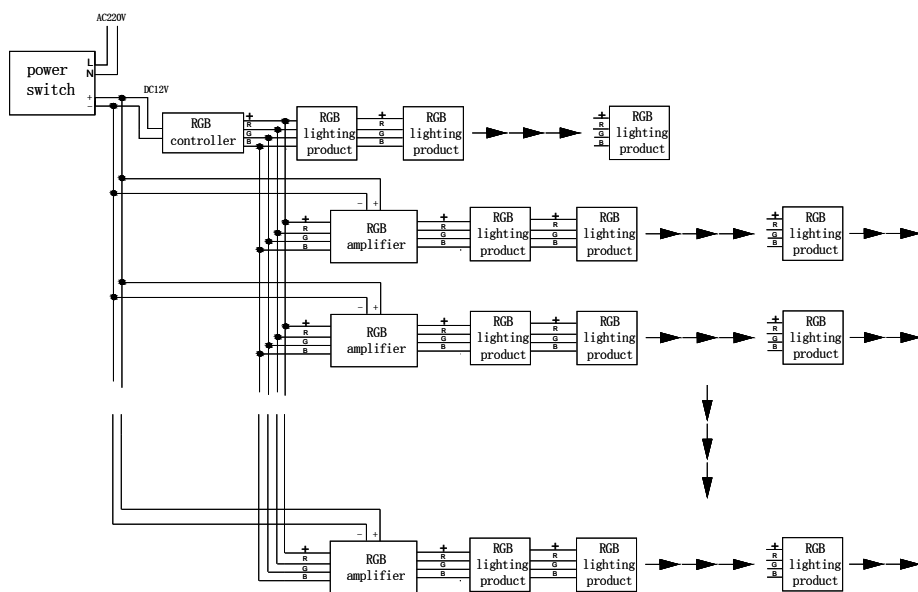 AC220V
L
N
power
switch
+
−
DC12V
RGB
controller
+
R
G
B
RGB
lighting
product
+
R
G
B
RGB
lighting
product
+
R
G
B
RGB
lighting
product
− +
+
R
G
B
RGB
amplifier
+
R
G
B
RGB
lighting
product
+
R
G
B
RGB
lighting
product
+
R
G
B
RGB
lighting
product
− +
+
R
G
B
RGB
amplifier
+
R
G
B
RGB
lighting
product
+
R
G
B
RGB
lighting
product
+
R
G
B
RGB
lighting
product
− +
+
R
G
B
RGB
amplifier
+
R
G
B
RGB
lighting
product
+
R
G
B
RGB
lighting
product
+
R
G
B
RGB
lighting
product